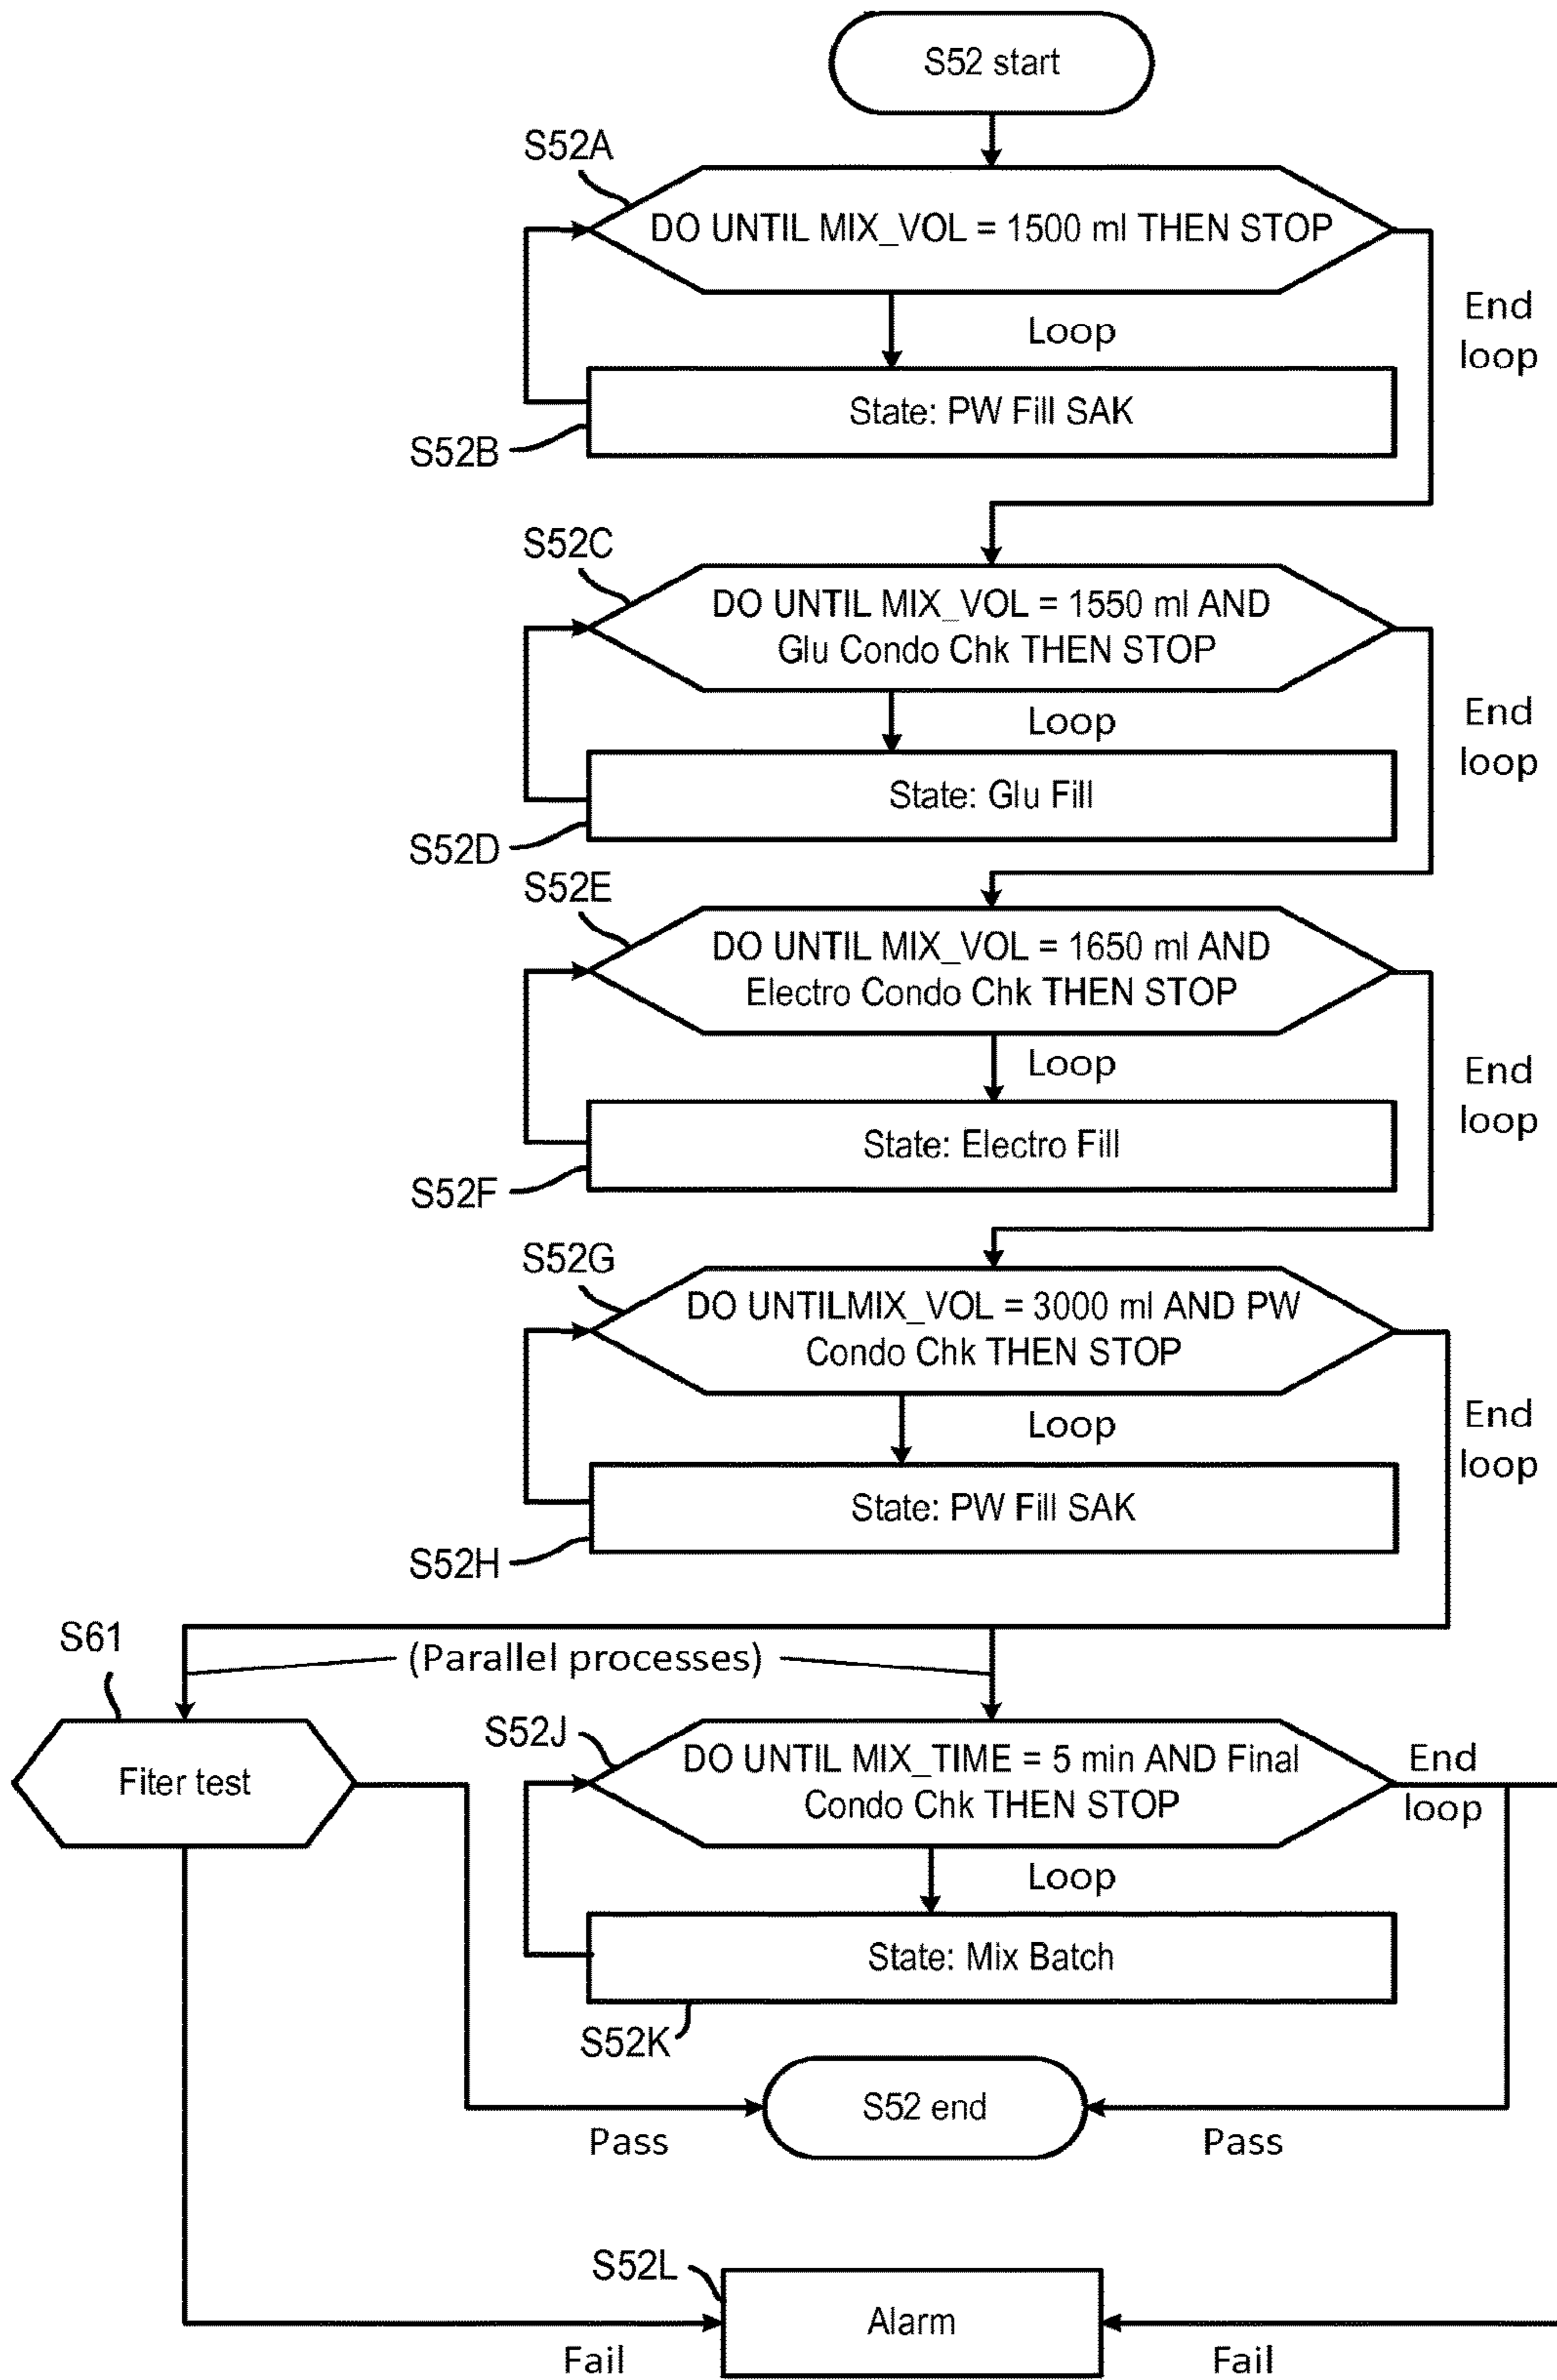 S52 start
S52A
DO UNTIL MIX_VOL = 1500 ml THEN STOP
Loop
End
loop
State: PW Fill SAK
S52B
S52C
DO UNTIL MIX_VOL = 1550 ml AND
Glu Condo Chk THEN STOP
Loop
End
loop
State: Glu Fill
S52D
S52E
DO UNTIL MIX_VOL = 1650 ml AND
Electro Condo Chk THEN STOP
Loop
End
loop
State: Electro Fill
S52F
S52G
DO UNTILMIX_VOL = 3000 ml AND PW
Condo Chk THEN STOP
Loop
End
loop
State: PW Fill SAK
S52H
S61
(Parallel processes)
Fiter test
S52J
DO UNTIL MIX_TIME = 5 min AND Final
Condo Chk THEN STOP
End
loop
Loop
State: Mix Batch
S52K
S52 end
Pass
Pass
S52L
Alarm
Fail
Fail